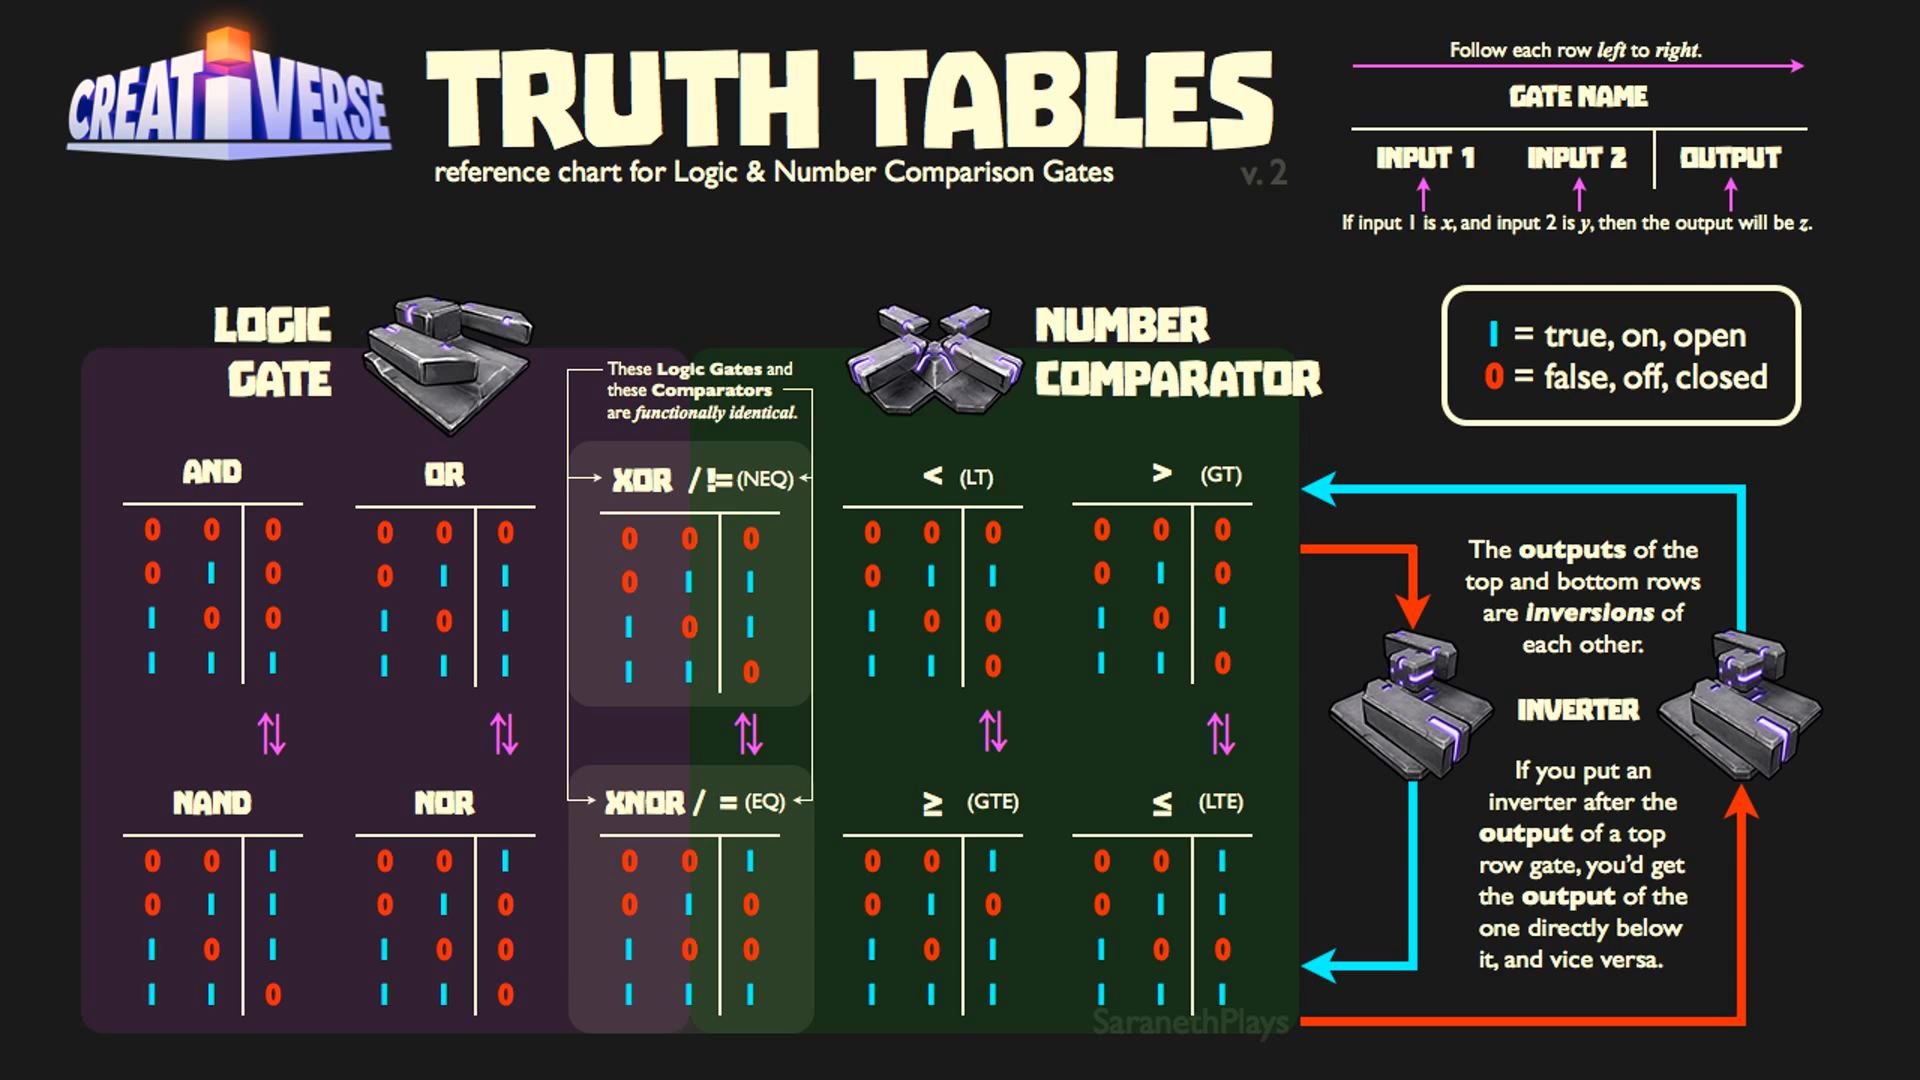 CREATIVERSE
TRUTH TABLES
reference chart for Logic & Number Comparison Gates
v. 2
Follow each row left to right.
GATE NAME
INPUT 1 INPUT 2 OUTPUT
If input 1 is x, and input 2 is y, then the output will be z.
LOGIC
GATE
These Logic Gates and
these Comparators
are functionally identical.
NUMBER
COMPARATOR
1 = true, on, open
0 = false, off, closed
AND
0 0 0
0 1 0
1 0 0
1 1 1
OR
0 0 0
0 1 1
1 0 1
1 1 1
XOR / != (NEQ)
0 0 0
0 1 1
1 0 1
1 1 0
< (LT)
0 0 0
0 1 1
1 0 0
1 1 0
> (GT)
0 0 0
0 1 0
1 0 1
1 1 0
NAND
0 0 1
0 1 1
1 0 1
1 1 0
NOR
0 0 1
0 1 0
1 0 0
1 1 0
XNOR / = (EQ)
0 0 1
0 1 0
1 0 0
1 1 1
≥ (GTE)
0 0 1
0 1 0
1 0 1
1 1 1
≤ (LTE)
0 0 1
0 1 1
1 0 0
1 1 1
The outputs of the
top and bottom rows
are inversions of
each other.
INVERTER
If you put an
inverter after the
output of a top
row gate, you'd get
the output of the
one directly below
it, and vice versa.
SaranethPlays